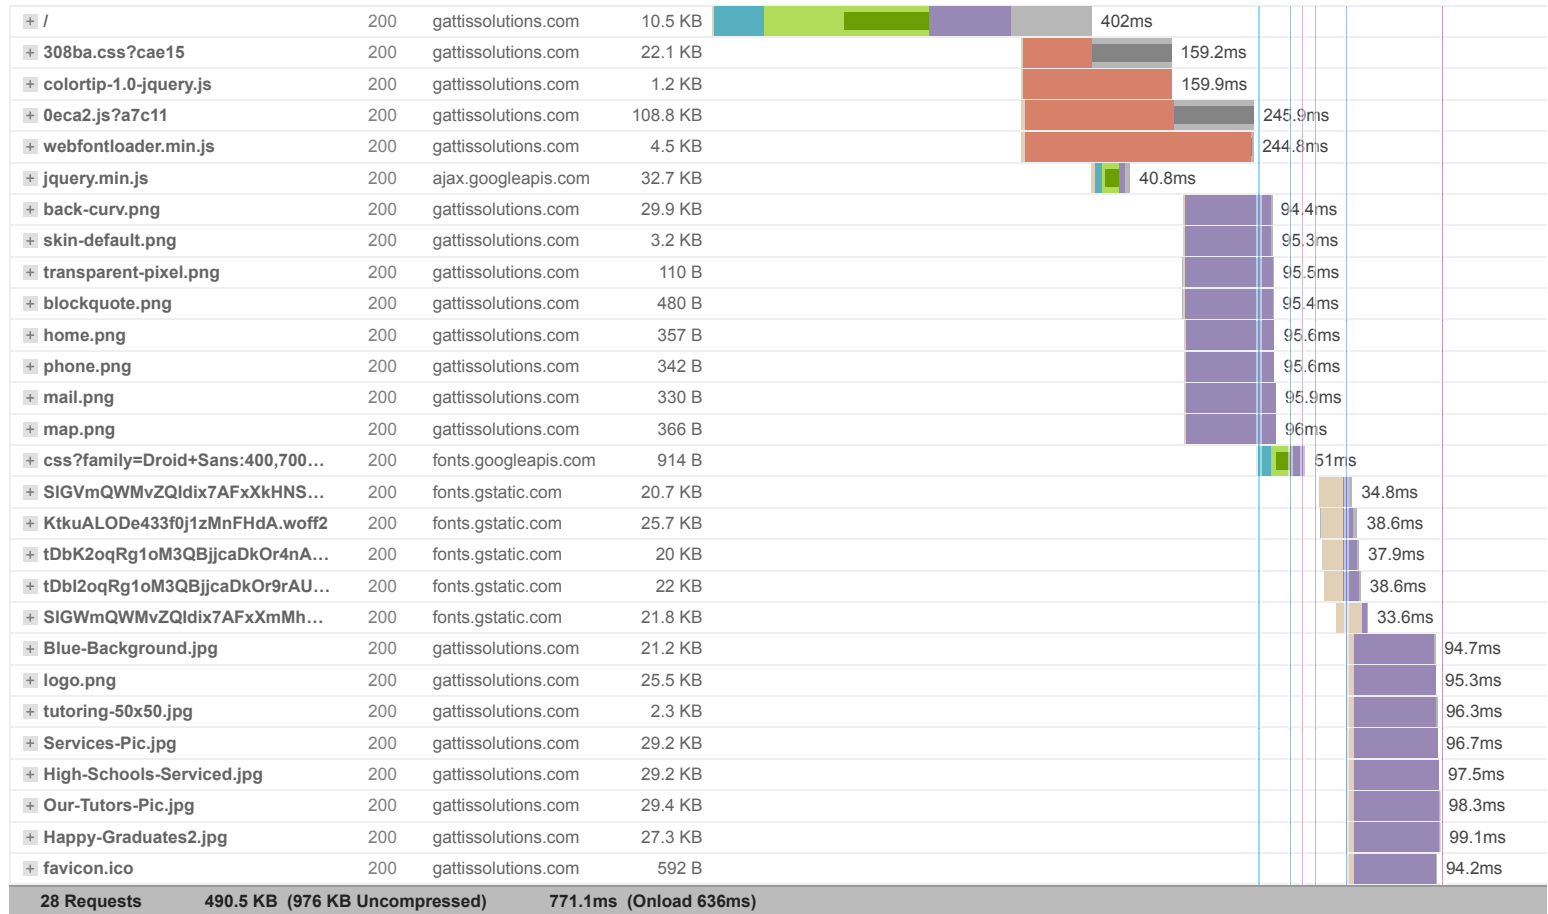 / 200 gattissolutions.com 10.5 KB 402ms
308ba.css?cae15 200 gattissolutions.com 22.1 KB 159.2ms
colortip-1.0-jquery.js 200 gattissolutions.com 1.2 KB 159.9ms
0eca2.js?a7c11 200 gattissolutions.com 108.8 KB 245.9ms
webfontloader.min.js 200 gattissolutions.com 4.5 KB 244.8ms
jquery.min.js 200 ajax.googleapis.com 32.7 KB 40.8ms
back-curv.png 200 gattissolutions.com 29.9 KB 94.4ms
skin-default.png 200 gattissolutions.com 3.2 KB 95.3ms
transparent-pixel.png 200 gattissolutions.com 110 B 95.5ms
blockquote.png 200 gattissolutions.com 480 B 95.4ms
home.png 200 gattissolutions.com 357 B 95.6ms
phone.png 200 gattissolutions.com 342 B 95.6ms
mail.png 200 gattissolutions.com 330 B 95.9ms
map.png 200 gattissolutions.com 366 B 96ms
css?family=Droid+Sans:400,700... 200 fonts.googleapis.com 914 B 51ms
SIGVmQWMvZQIdix7AFxXkHNS... 200 fonts.gstatic.com 20.7 KB 34.8ms
KtkuALODe433f0j1zMnFHdA.woff2 200 fonts.gstatic.com 25.7 KB 38.6ms
tDbK2oqRg1oM3QBjjcaDkOr4nA... 200 fonts.gstatic.com 20 KB 37.9ms
tDbI2oqRg1oM3QBjjcaDkOr9rAU... 200 fonts.gstatic.com 22 KB 38.6ms
SIGWmQWMvZQIdix7AFxXmMh... 200 fonts.gstatic.com 21.8 KB 33.6ms
Blue-Background.jpg 200 gattissolutions.com 21.2 KB 94.7ms
logo.png 200 gattissolutions.com 25.5 KB 95.3ms
tutoring-50x50.jpg 200 gattissolutions.com 2.3 KB 96.3ms
Services-Pic.jpg 200 gattissolutions.com 29.2 KB 96.7ms
High-Schools-Serviced.jpg 200 gattissolutions.com 29.2 KB 97.5ms
Our-Tutors-Pic.jpg 200 gattissolutions.com 29.4 KB 98.3ms
Happy-Graduates2.jpg 200 gattissolutions.com 27.3 KB 99.1ms
favicon.ico 200 gattissolutions.com 592 B 94.2ms
28 Requests 490.5 KB (976 KB Uncompressed) 771.1ms (Onload 636ms)